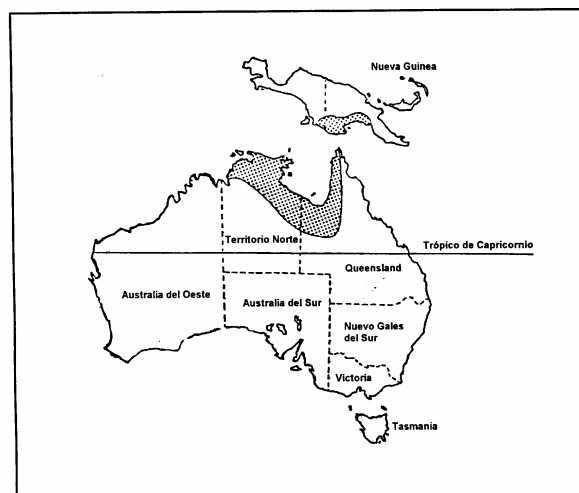 Nueva Guinea
Trópico de Capricornio
Territorio Norte
Queensland
Australia del Oeste
Australia del Sur
Nuevo Gales
del Sur
Victoria
Tasmania